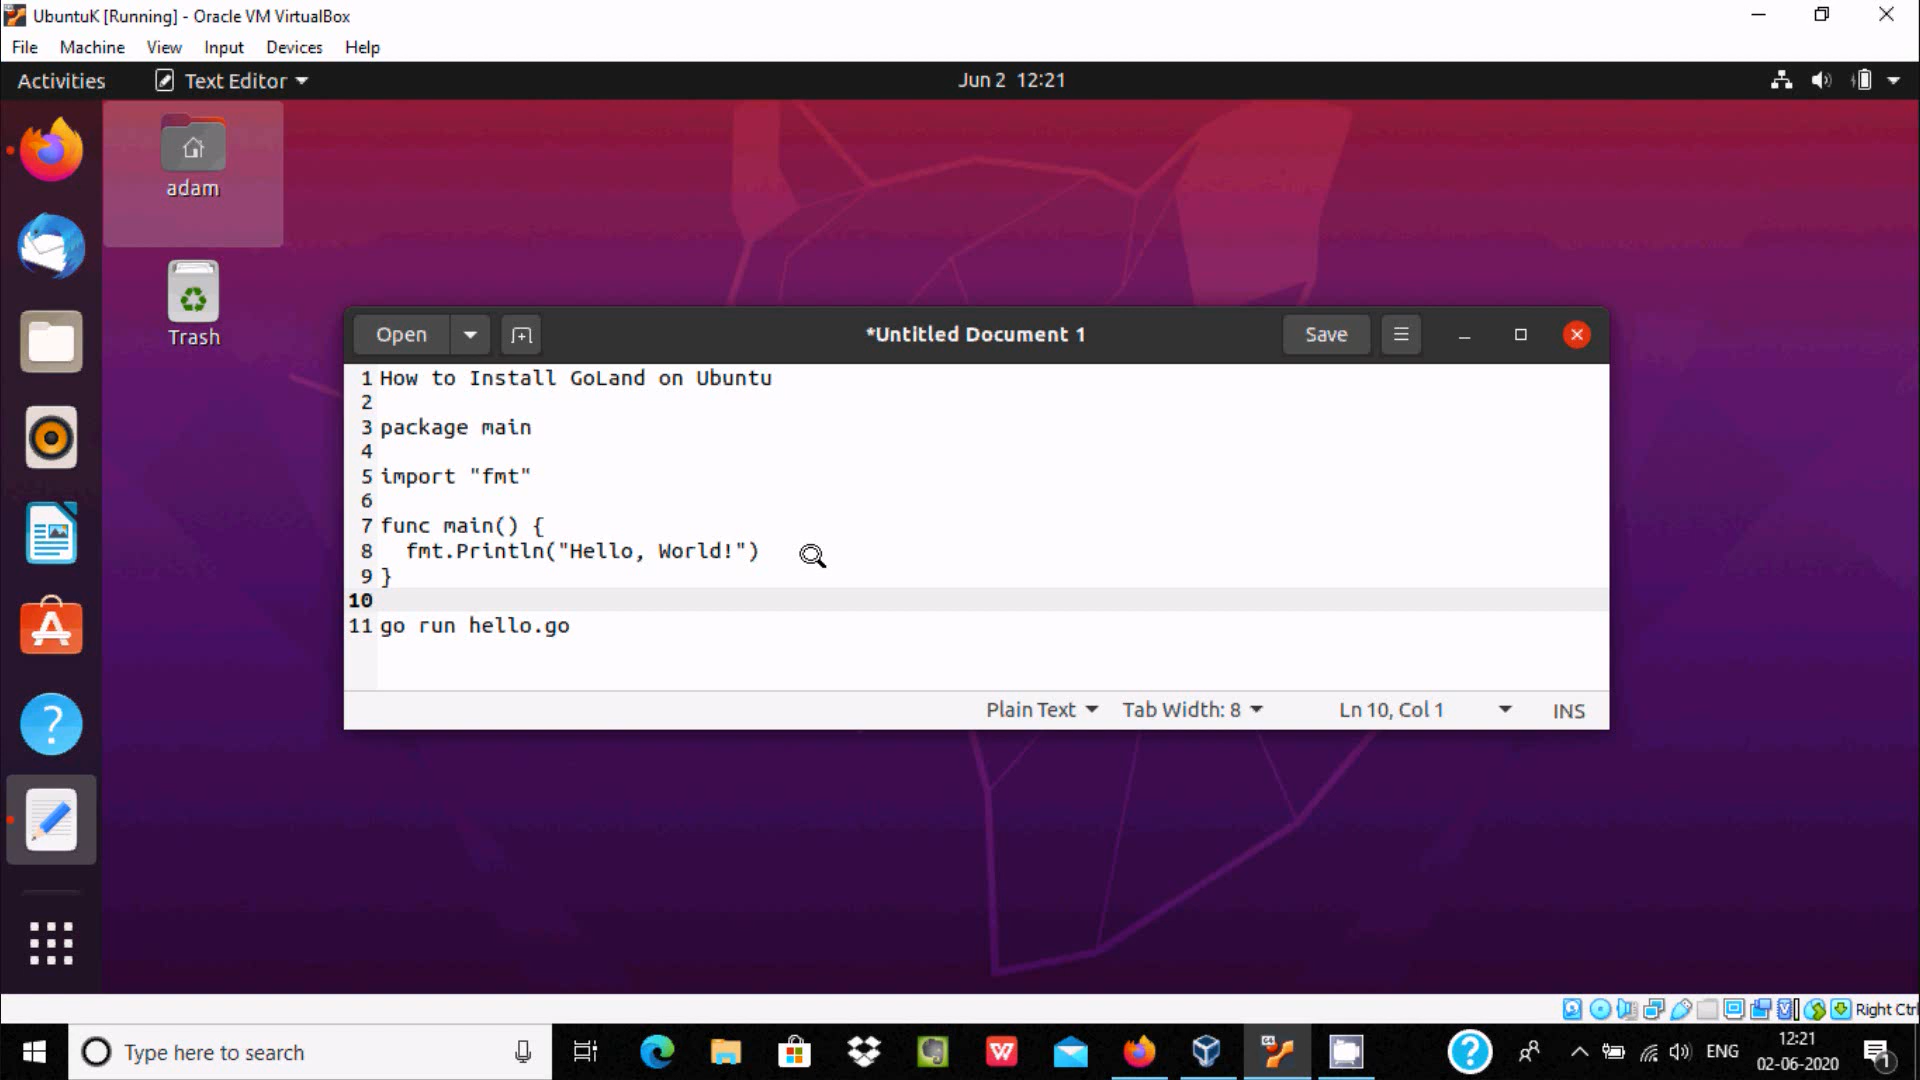 UbuntuK [Running] - Oracle VM VirtualBox
File Machine View Input Devices Help
Activities Text Editor Jun 2 12:21
adam
Trash
Open *Untitled Document 1 Save
1 How to Install GoLand on Ubuntu
2
3 package main
4
5 import "fmt"
6
7 func main() {
8 fmt.Println("Hello, World!")
9 }
10
11 go run hello.go
Plain Text Tab Width: 8 Ln 10, Col 1 INS
Right Ctrl
Type here to search
ENG
12:21
02-06-2020
1